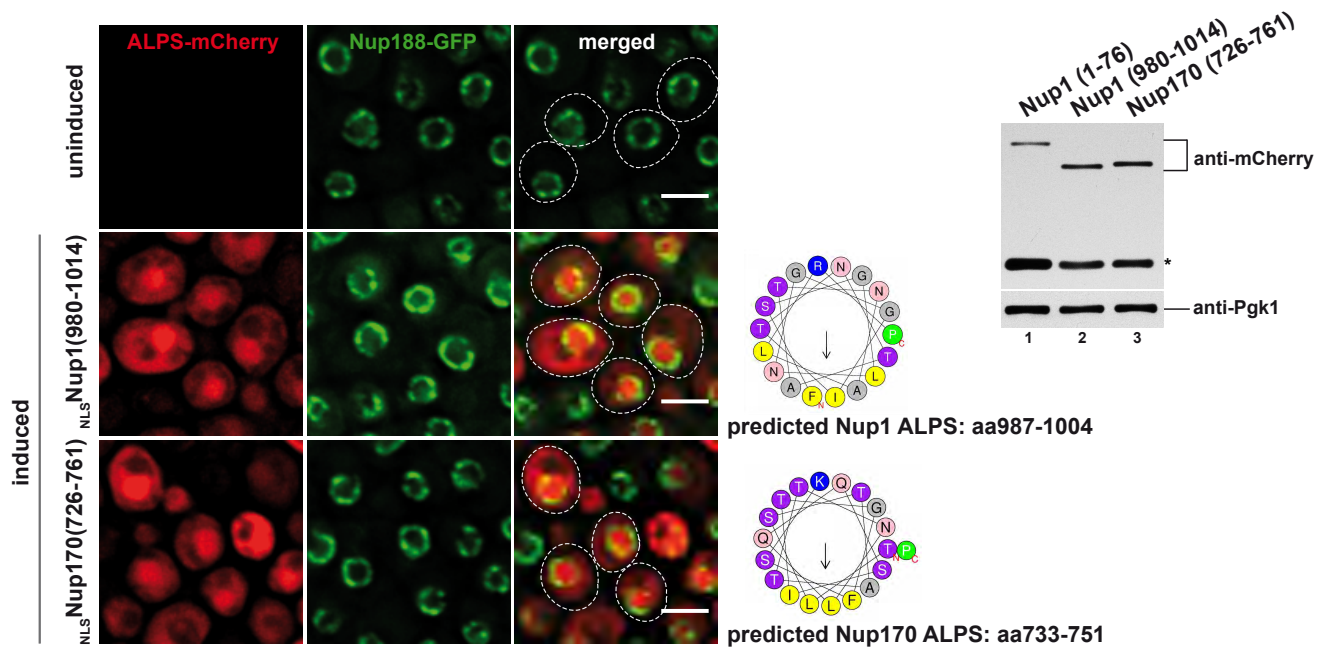 ALPS-mCherry
Nup188-GFP
merged
uninduced
induced
NLSNup1(980-1014)
NLSNup170(726-761)
R N G N G P C T L A I F N A N L T S T G
predicted Nup1 ALPS: aa987-1004
K Q T G N T N P C S A F L L I T S Q S T T
predicted Nup170 ALPS: aa733-751
Nup1 (1-76)
Nup1 (980-1014)
Nup170 (726-761)
anti-mCherry
*
anti-Pgk1
1 2 3